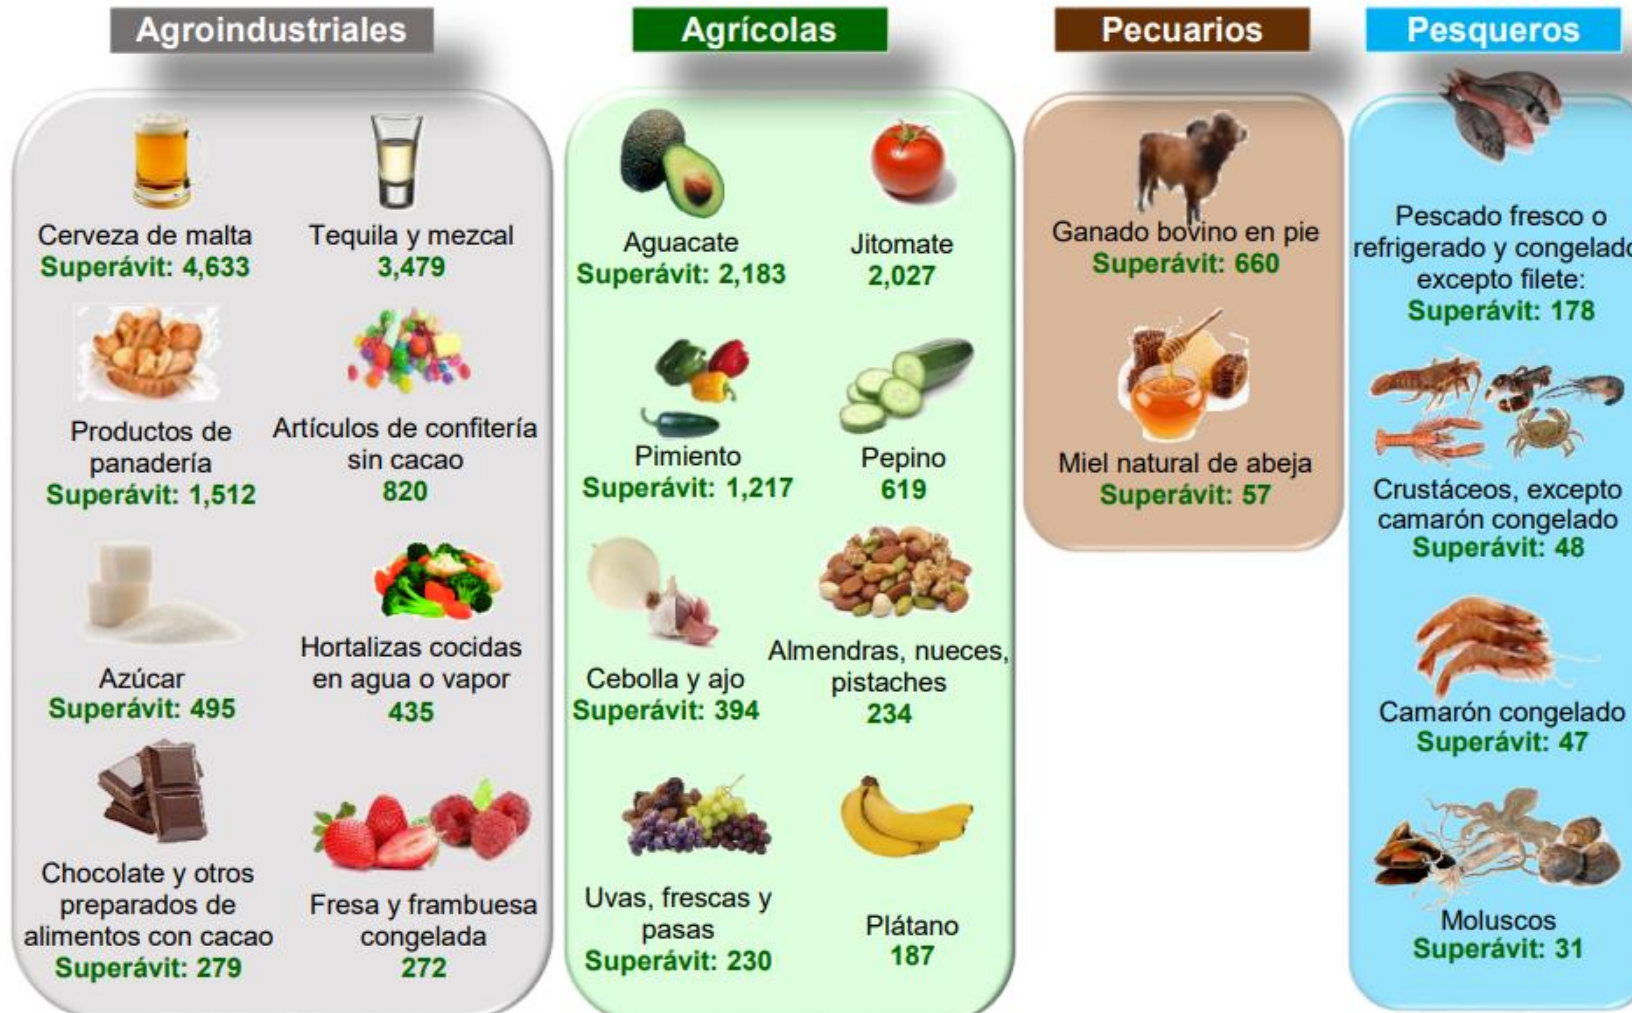 Agroindustriales
Cerveza de malta
Superávit: 4,633
Tequila y mezcal
3,479
Productos de
panadería
Superávit: 1,512
Artículos de confitería
sin cacao
820
Azúcar
Superávit: 495
Hortalizas cocidas
en agua o vapor
435
Chocolate y otros
preparados de
alimentos con cacao
Superávit: 279
Fresa y frambuesa
congelada
272
Agrícolas
Aguacate
Superávit: 2,183
Jitomate
2,027
Pimiento
Superávit: 1,217
Pepino
619
Cebolla y ajo
Superávit: 394
Almendras, nueces,
pistaches
234
Uvas, frescas y
pasas
Superávit: 230
Plátano
187
Pecuarios
Ganado bovino en pie
Superávit: 660
Miel natural de abeja
Superávit: 57
Pesqueros
Pescado fresco o
refrigerado y congelado
excepto filete:
Superávit: 178
Crustáceos, excepto
camarón congelado
Superávit: 48
Camarón congelado
Superávit: 47
Moluscos
Superávit: 31